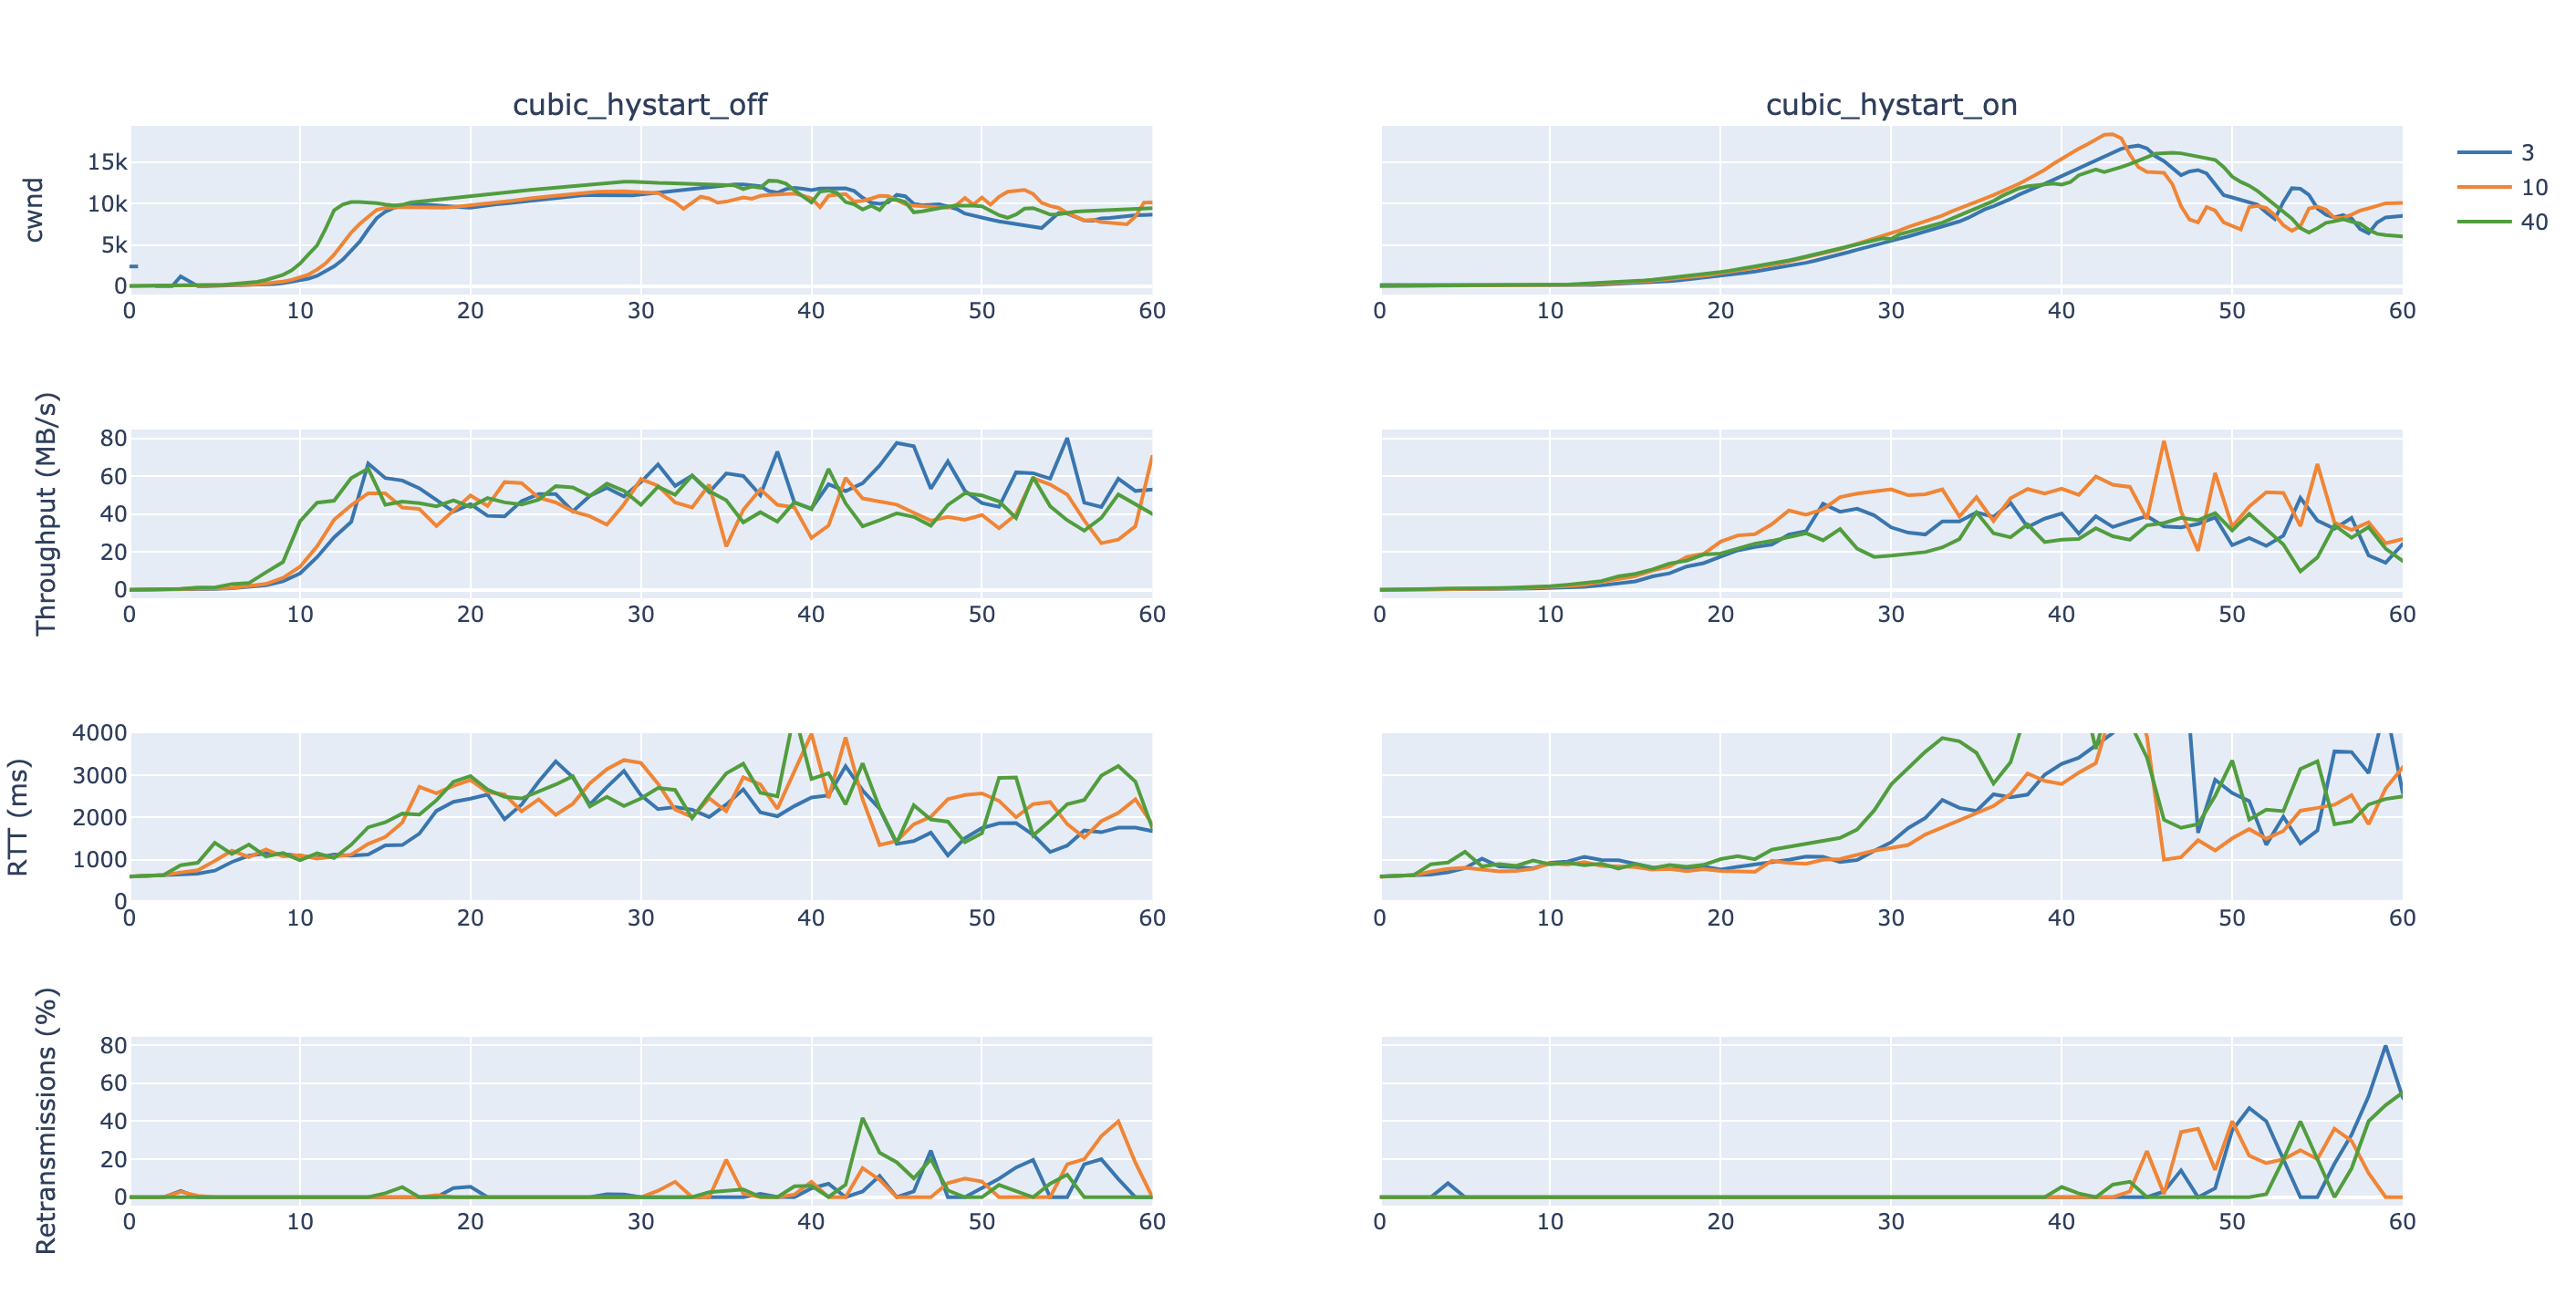 cubic_hystart_off
cubic_hystart_on
cwnd
15k
10k
5k
0
0 10 20 30 40 50 60
0 10 20 30 40 50 60
3
10
40
Throughput (MB/s)
80
60
40
20
0
0 10 20 30 40 50 60
0 10 20 30 40 50 60
RTT (ms)
4000
3000
2000
1000
0
0 10 20 30 40 50 60
0 10 20 30 40 50 60
Retransmissions (%)
80
60
40
20
0
0 10 20 30 40 50 60
0 10 20 30 40 50 60